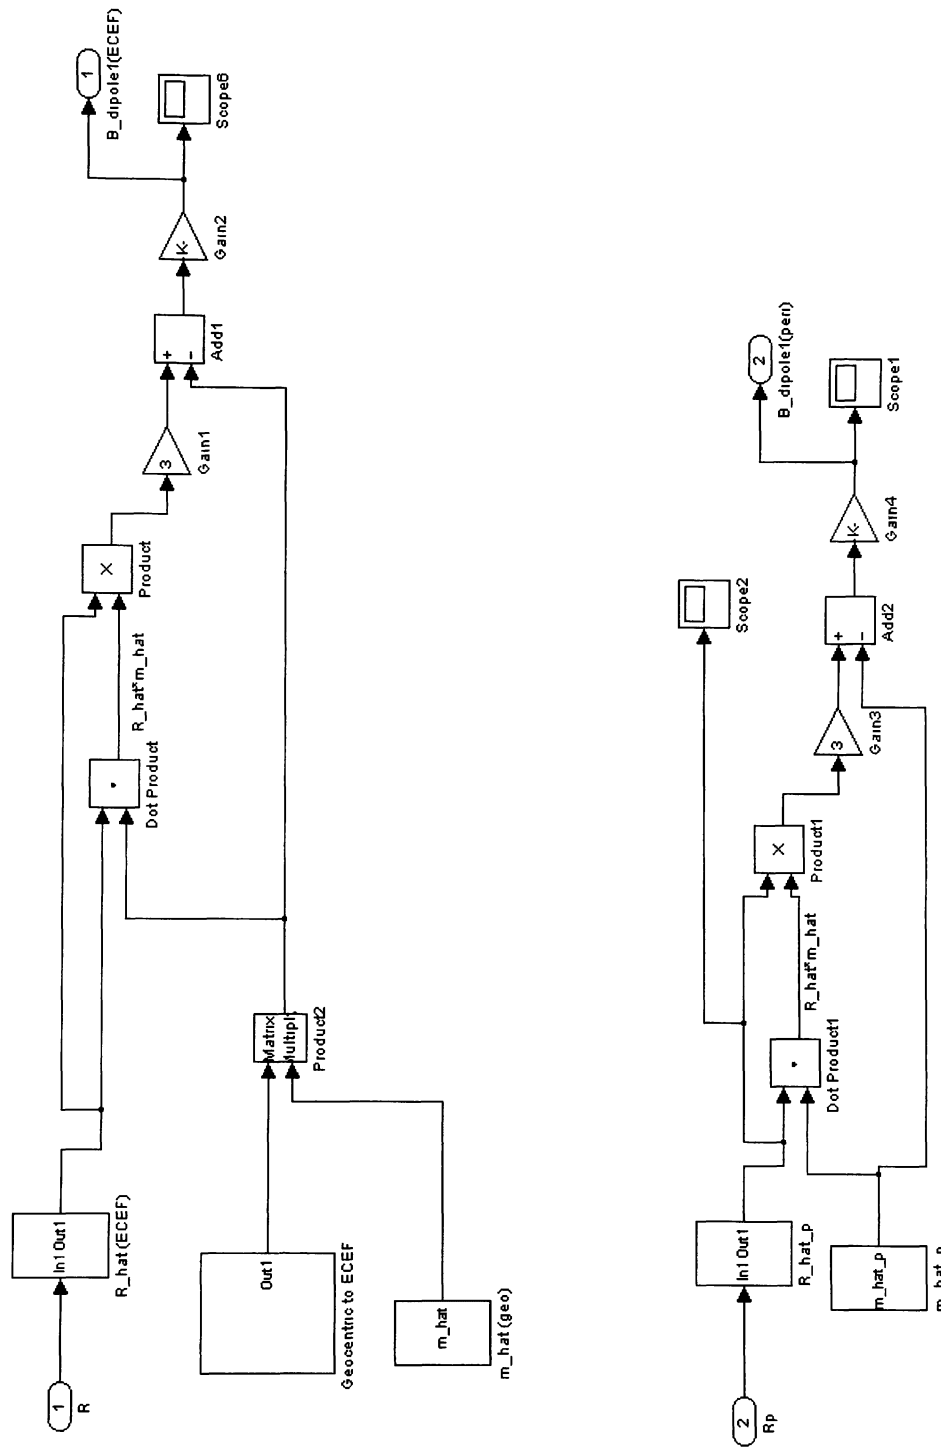 1
R
In1 Out1
R_hat (ECEF)
Out1
Geocentric to ECEF
m_hat
m_hat (geo)
Matrix
Multipl
Product2
Dot Product
R_hat*m_hat
×
Product
3
Gain1
+
−
Add1
K-
Gain2
1
B_dipole1(ECEF)
Scope6
2
Rp
In1 Out1
R_hat_p
m_hat_p
m_hat_p
Dot Product1
R_hat*m_hat
×
Product1
Scope2
3
Gain3
+
−
Add2
K-
Gain4
2
B_dipole1(peri)
Scope1